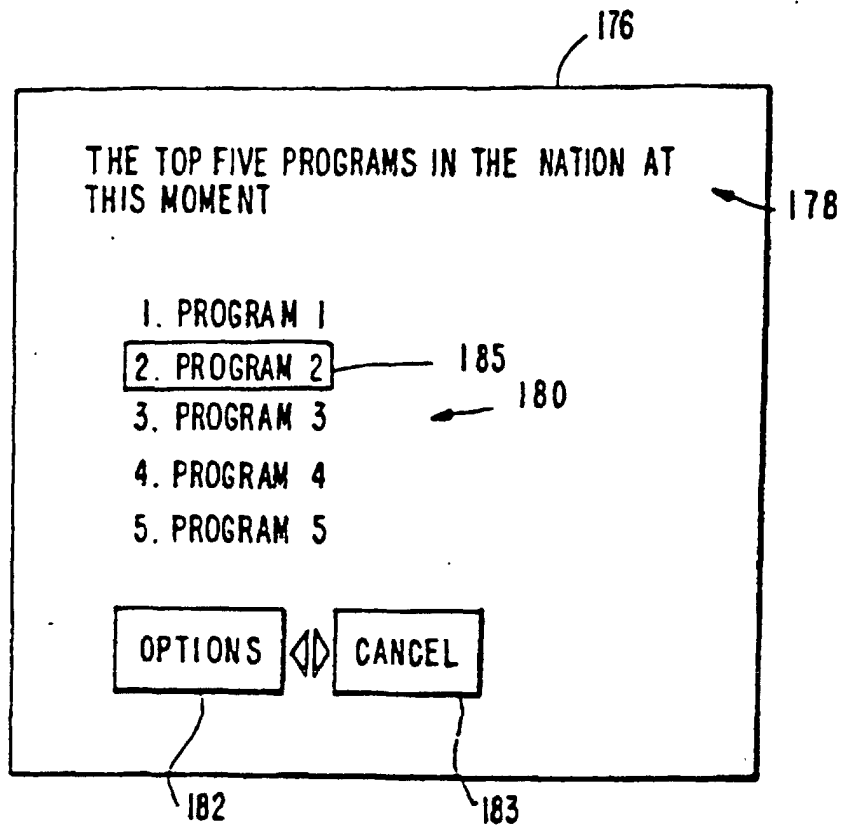 176
THE TOP FIVE PROGRAMS IN THE NATION AT
THIS MOMENT
178
1. PROGRAM 1
2. PROGRAM 2
185
3. PROGRAM 3
180
4. PROGRAM 4
5. PROGRAM 5
OPTIONS
CANCEL
182
183